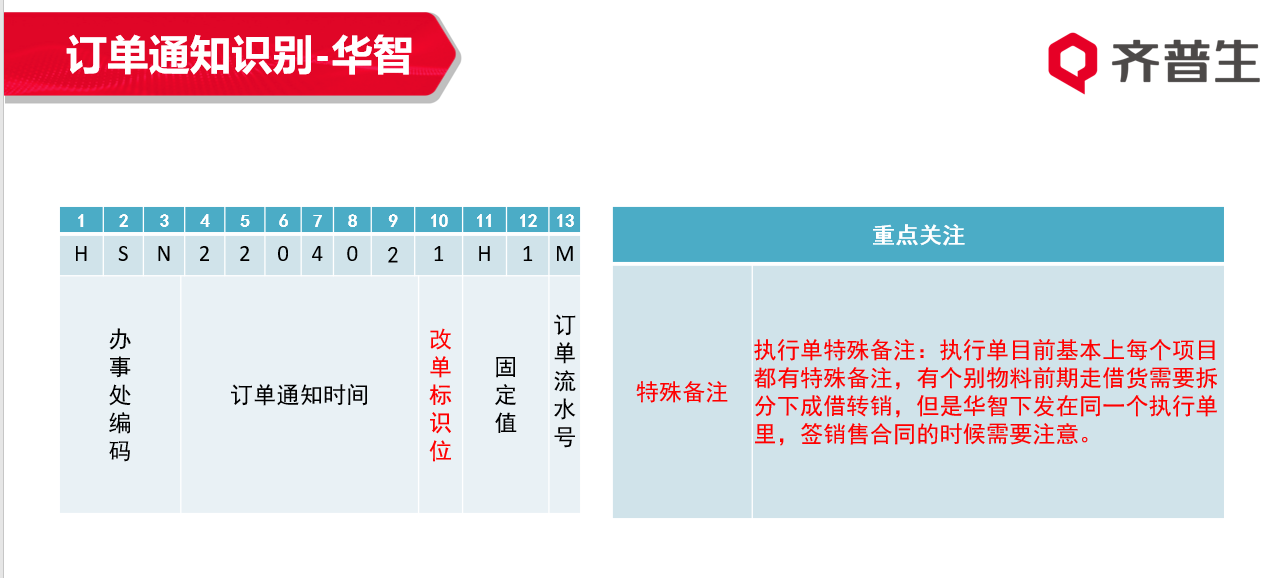 订单通知识别-华智
齐普生
1 2 3 4 5 6 7 8 9 10 11 12 13
H S N 2 2 0 4 0 2 1 H 1 M
办事处编码
订单通知时间
改单标识位
固定值
订单流水号
重点关注
特殊备注
执行单特殊备注：执行单目前基本上每个项目
都有特殊备注，有个别物料前期走借货需要拆
分下成借转销，但是华智下发在同一个执行单
里，签销售合同的时候需要注意。